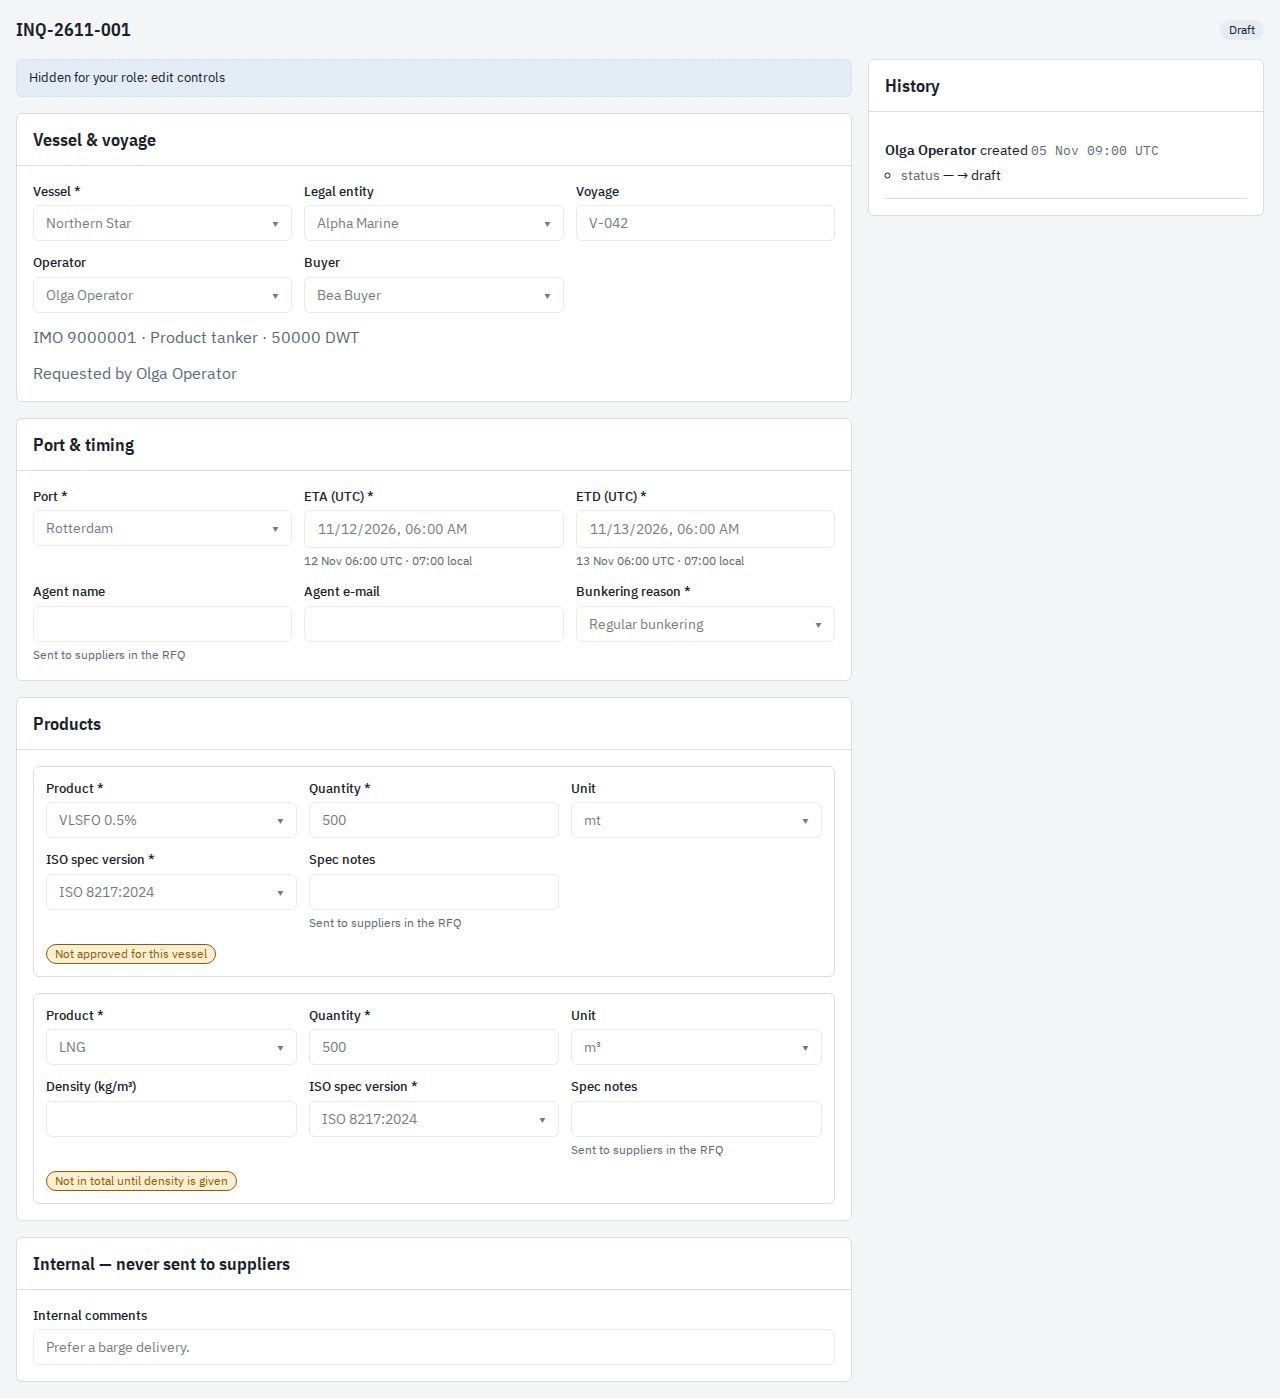 INQ-2611-001
Draft
Hidden for your role: edit controls
Vessel & voyage
Vessel *
Legal entity
Voyage
Northern Star
Alpha Marine
V-042
Operator
Buyer
Olga Operator
Bea Buyer
IMO 9000001 · Product tanker · 50000 DWT
Requested by Olga Operator
Port & timing
Port *
ETA (UTC) *
ETD (UTC) *
Rotterdam
11/12/2026, 06:00 AM
11/13/2026, 06:00 AM
12 Nov 06:00 UTC · 07:00 local
13 Nov 06:00 UTC · 07:00 local
Agent name
Agent e-mail
Bunkering reason *
Regular bunkering
Sent to suppliers in the RFQ
Products
Product *
Quantity *
Unit
VLSFO 0.5%
500
mt
ISO spec version *
Spec notes
ISO 8217:2024
Sent to suppliers in the RFQ
Not approved for this vessel
Product *
Quantity *
Unit
LNG
500
m³
Density (kg/m³)
ISO spec version *
Spec notes
ISO 8217:2024
Sent to suppliers in the RFQ
Not in total until density is given
Internal — never sent to suppliers
Internal comments
Prefer a barge delivery.
History
Olga Operator created 05 Nov 09:00 UTC
status — → draft